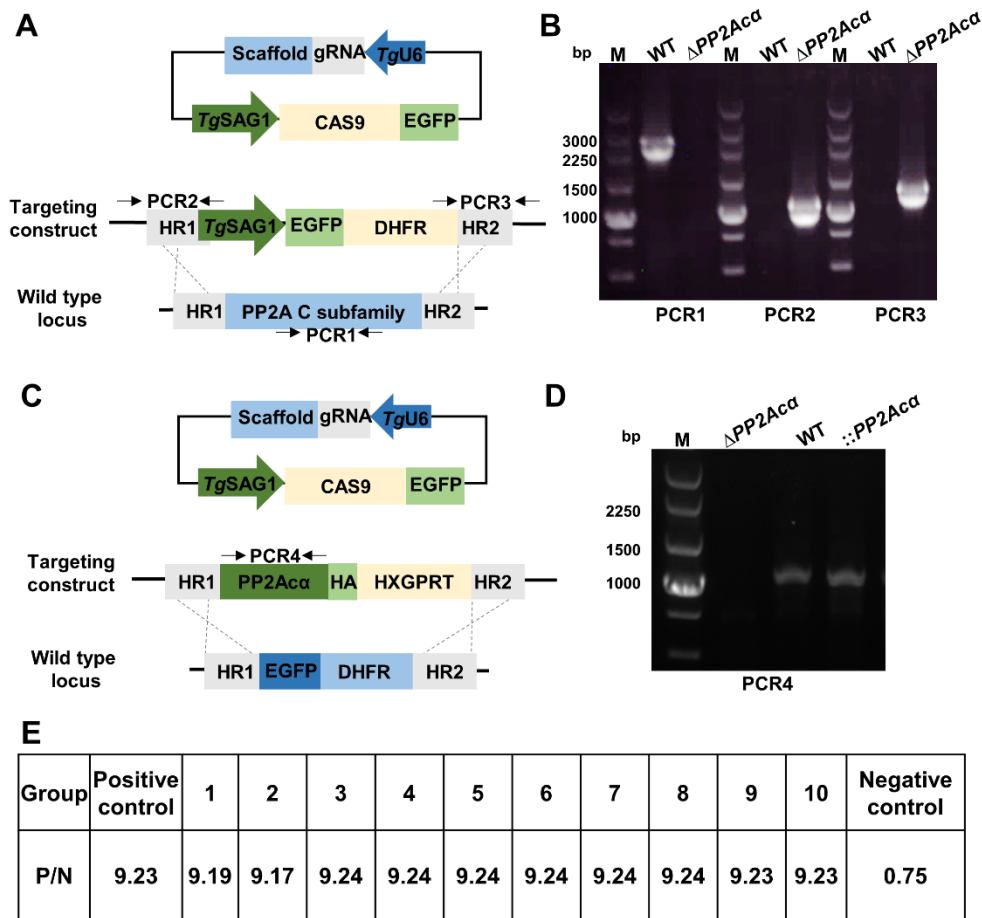 A
Scaffold gRNA TgU6
TgSAG1 CAS9 EGFP
PCR2 PCR3
Targeting
construct
HR1 TgSAG1 EGFP DHFR HR2
Wild type
locus
HR1 PP2A C subfamily HR2
PCR1
B
bp M WT ΔPP2Acα M WT ΔPP2Acα M WT ΔPP2Acα
3000
2250
1500
1000
PCR1 PCR2 PCR3
C
Scaffold gRNA TgU6
TgSAG1 CAS9 EGFP
PCR4
Targeting
construct
HR1 PP2Acα HA HXGPRT HR2
Wild type
locus
HR1 EGFP DHFR HR2
D
bp M ΔPP2Acα WT ::PP2Acα
2250
1500
1000
PCR4
E
Group Positive control 1 2 3 4 5 6 7 8 9 10 Negative control
P/N 9.23 9.19 9.17 9.24 9.24 9.24 9.24 9.24 9.24 9.23 9.23 0.75